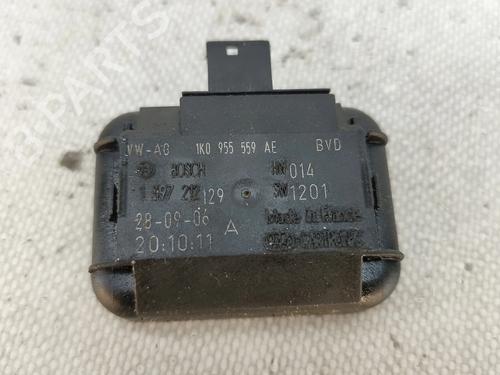 VW-AG 1K0 955 559 AE BVD
BOSCH HW 014
1 397 212 129 SW 1201
28-09-06 A Made in France
20:10:11